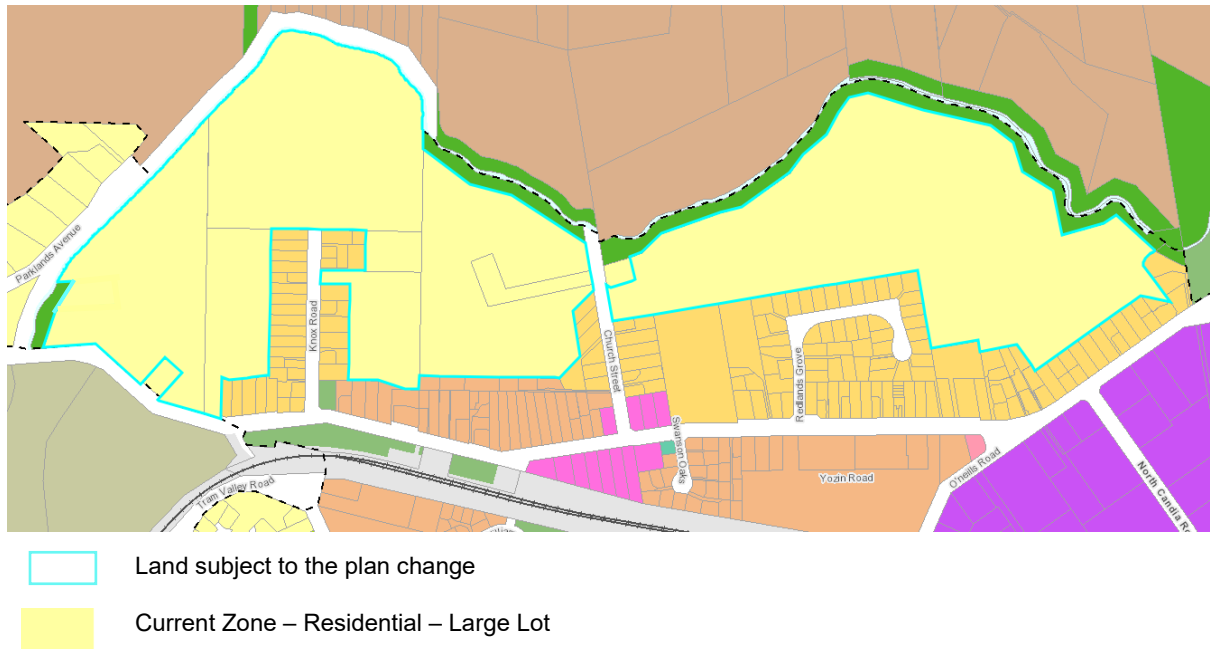 Parklands Avenue
Knox Road
Church Street
Redlands Grove
Swanson Oaks
Yozin Road
O'neills Road
North Candia Ro
Tram Valley Road
Land subject to the plan change
Current Zone – Residential – Large Lot